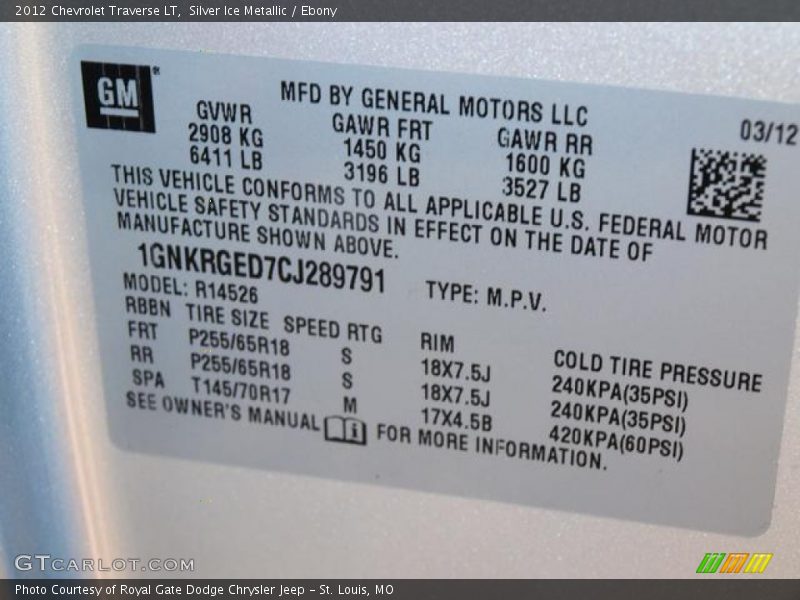 2012 Chevrolet Traverse LT, Silver Ice Metallic / Ebony
GM
MFD BY GENERAL MOTORS LLC
03/12
GVWR GAWR FRT GAWR RR
2908 KG 1450 KG 1600 KG
6411 LB 3196 LB 3527 LB
THIS VEHICLE CONFORMS TO ALL APPLICABLE U.S. FEDERAL MOTOR
VEHICLE SAFETY STANDARDS IN EFFECT ON THE DATE OF
MANUFACTURE SHOWN ABOVE.
1GNKRGED7CJ289791 TYPE: M.P.V.
MODEL: R14526
RBBN TIRE SIZE SPEED RTG RIM COLD TIRE PRESSURE
FRT P255/65R18 S 18X7.5J 240KPA(35PSI)
RR P255/65R18 S 18X7.5J 240KPA(35PSI)
SPA T145/70R17 M 17X4.5B 420KPA(60PSI)
SEE OWNER'S MANUAL i FOR MORE INFORMATION.
GTCARLOT.COM
Photo Courtesy of Royal Gate Dodge Chrysler Jeep – St. Louis, MO